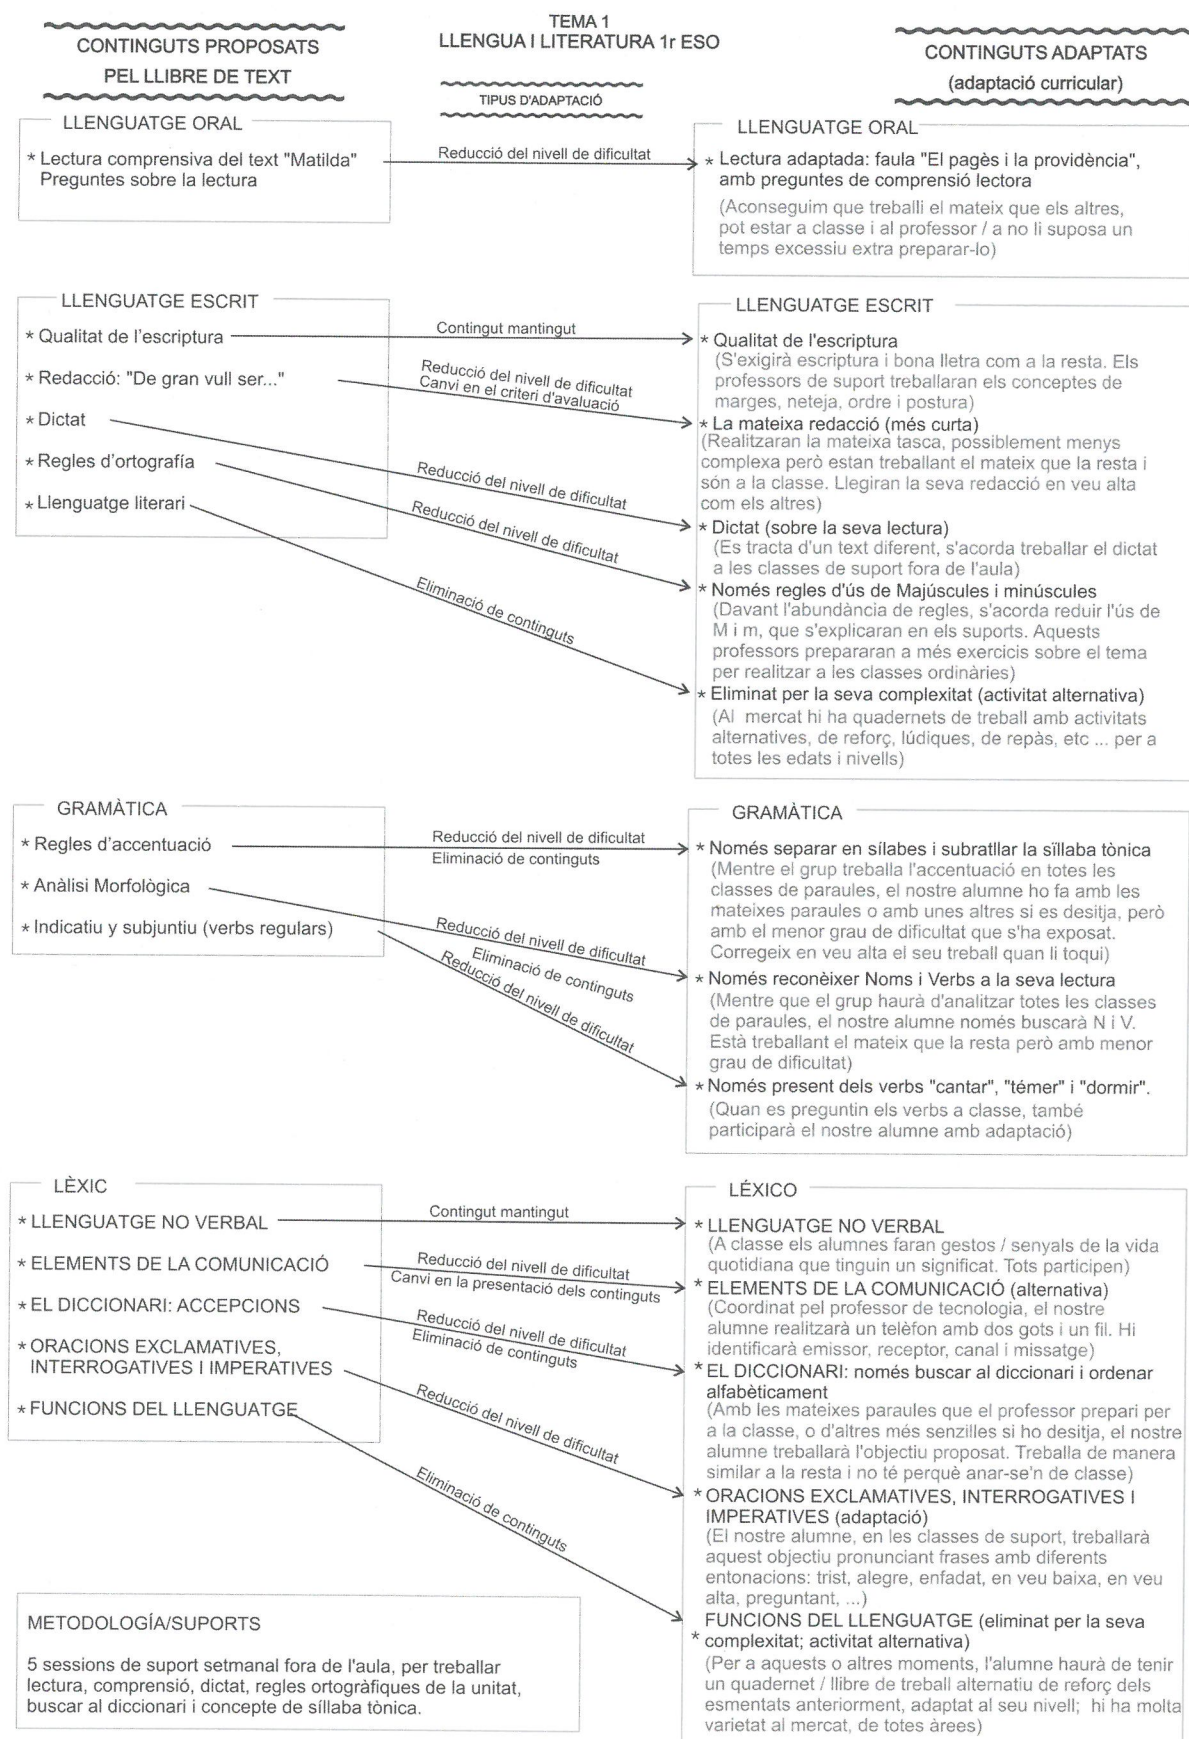 CONTINGUTS PROPOSATS
PEL LLIBRE DE TEXT
TEMA 1
LLENGUA I LITERATURA 1r ESO
TIPUS D'ADAPTACIÓ
CONTINGUTS ADAPTATS
(adaptació curricular)
LLENGUATGE ORAL
* Lectura comprensiva del text "Matilda"
Preguntes sobre la lectura
Reducció del nivell de dificultat
LLENGUATGE ORAL
* Lectura adaptada: faula "El pagès i la providència",
amb preguntes de comprensió lectora
(Aconseguim que treballi el mateix que els altres,
pot estar a classe i al professor / a no li suposa un
temps excessiu extra preparar-lo)
LLENGUATGE ESCRIT
* Qualitat de l'escriptura
* Redacció: "De gran vull ser..."
* Dictat
* Regles d'ortografía
* Llenguatge literari
Contingut mantingut
Reducció del nivell de dificultat
Canvi en el criteri d'avaluació
Reducció del nivell de dificultat
Reducció del nivell de dificultat
Eliminació de continguts
LLENGUATGE ESCRIT
* Qualitat de l'escriptura
(S'exigirà escriptura i bona lletra com a la resta. Els
professors de suport treballaran els conceptes de
marges, neteja, ordre i postura)
* La mateixa redacció (més curta)
(Realitzaran la mateixa tasca, possiblement menys
complexa però estan treballant el mateix que la resta i
són a la classe. Llegiran la seva redacció en veu alta
com els altres)
* Dictat (sobre la seva lectura)
(Es tracta d'un text diferent, s'acorda treballar el dictat
a les classes de suport fora de l'aula)
* Només regles d'ús de Majúscules i minúscules
(Davant l'abundància de regles, s'acorda reduir l'ús de
M i m, que s'explicaran en els suports. Aquests
professors prepararan a més exercicis sobre el tema
per realitzar a les classes ordinàries)
* Eliminat per la seva complexitat (activitat alternativa)
(Al mercat hi ha quadernets de treball amb activitats
alternatives, de reforç, lúdiques, de repàs, etc ... per a
totes les edats i nivells)
GRAMÀTICA
* Regles d'accentuació
* Anàlisi Morfològica
* Indicatiu y subjuntiu (verbs regulars)
Reducció del nivell de dificultat
Eliminació de continguts
Reducció del nivell de dificultat
Eliminació de continguts
Reducció del nivell de dificultat
GRAMÀTICA
* Només separar en sílabes i subratllar la sïllaba tònica
(Mentre el grup treballa l'accentuació en totes les
classes de paraules, el nostre alumne ho fa amb les
mateixes paraules o amb unes altres si es desitja, però
amb el menor grau de dificultat que s'ha exposat.
Corregeix en veu alta el seu treball quan li toqui)
* Només reconèixer Noms i Verbs a la seva lectura
(Mentre que el grup haurà d'analitzar totes les classes
de paraules, el nostre alumne només buscarà N i V.
Està treballant el mateix que la resta però amb menor
grau de dificultat)
* Només present dels verbs "cantar", "témer" i "dormir".
(Quan es preguntin els verbs a classe, també
participarà el nostre alumne amb adaptació)
LÈXIC
* LLENGUATGE NO VERBAL
* ELEMENTS DE LA COMUNICACIÓ
* EL DICCIONARI: ACCEPCIONS
* ORACIONS EXCLAMATIVES,
INTERROGATIVES I IMPERATIVES
* FUNCIONS DEL LLENGUATGE
Contingut mantingut
Reducció del nivell de dificultat
Canvi en la presentació dels continguts
Reducció del nivell de dificultat
Eliminació de continguts
Reducció del nivell de dificultat
Eliminació de continguts
LÉXICO
* LLENGUATGE NO VERBAL
(A classe els alumnes faran gestos / senyals de la vida
quotidiana que tinguin un significat. Tots participen)
* ELEMENTS DE LA COMUNICACIÓ (alternativa)
(Coordinat pel professor de tecnologia, el nostre
alumne realitzarà un telèfon amb dos gots i un fil. Hi
identificarà emissor, receptor, canal i missatge)
* EL DICCIONARI: només buscar al diccionari i ordenar
alfabèticament
(Amb les mateixes paraules que el professor prepari per
a la classe, o d'altres més senzilles si ho desitja, el nostre
alumne treballarà l'objectiu proposat. Treballa de manera
similar a la resta i no té perquè anar-se'n de classe)
* ORACIONS EXCLAMATIVES, INTERROGATIVES I
IMPERATIVES (adaptació)
(El nostre alumne, en les classes de suport, treballarà
aquest objectiu pronunciant frases amb diferents
entonacions: trist, alegre, enfadat, en veu baixa, en veu
alta, preguntant, ...)
FUNCIONS DEL LLENGUATGE (eliminat per la seva
* complexitat; activitat alternativa)
(Per a aquests o altres moments, l'alumne haurà de tenir
un quadernet / llibre de treball alternatiu de reforç dels
esmentats anteriorment, adaptat al seu nivell; hi ha molta
varietat al mercat, de totes àrees)
METODOLOGÍA/SUPORTS
5 sessions de suport setmanal fora de l'aula, per treballar
lectura, comprensió, dictat, regles ortogràfiques de la unitat,
buscar al diccionari i concepte de síllaba tònica.